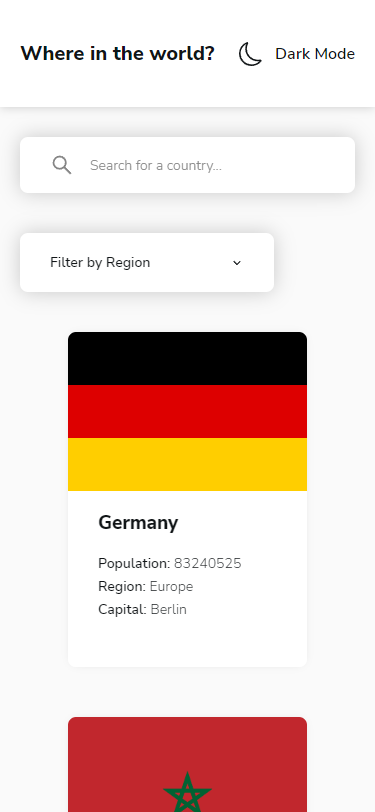 Where in the world?
Dark Mode
Search for a country...
Filter by Region
Germany
Population: 83240525
Region: Europe
Capital: Berlin